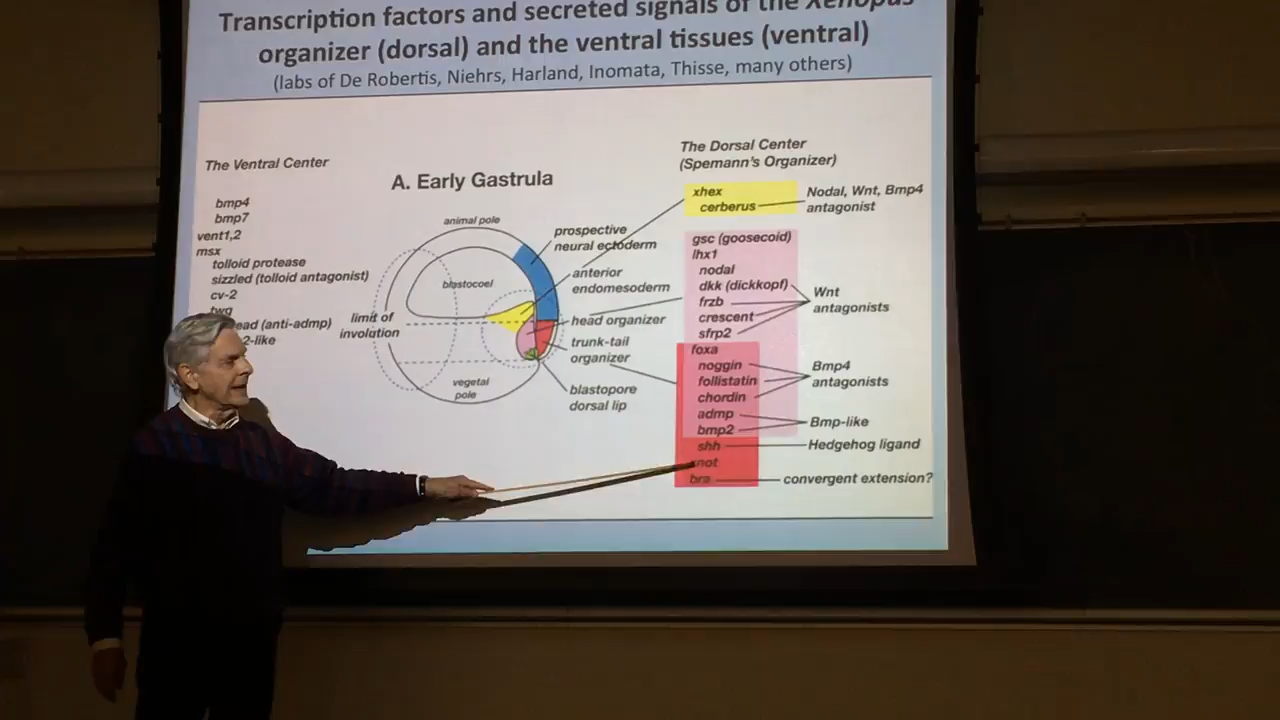 Transcription factors and secreted signals of the Xenopus
organizer (dorsal) and the ventral tissues (ventral)
(labs of De Robertis, Niehrs, Harland, Inomata, Thisse, many others)
The Ventral Center
bmp4
bmp7
vent1,2
msx
tolloid protease
sizzled (tolloid antagonist)
cv-2
twg
ead (anti-admp)
2-like
A. Early Gastrula
animal pole
blastocoel
limit of
involution
vegetal
pole
prospective
neural ectoderm
anterior
endomesoderm
head organizer
trunk-tail
organizer
blastopore
dorsal lip
The Dorsal Center
(Spemann's Organizer)
xhex
cerberus
Nodal, Wnt, Bmp4
antagonist
gsc (goosecoid)
lhx1
nodal
dkk (dickkopf)
frzb
crescent
sfrp2
Wnt
antagonists
foxa
noggin
follistatin
chordin
Bmp4
antagonists
admp
bmp2
Bmp-like
shh
Hedgehog ligand
not
bra
convergent extension?